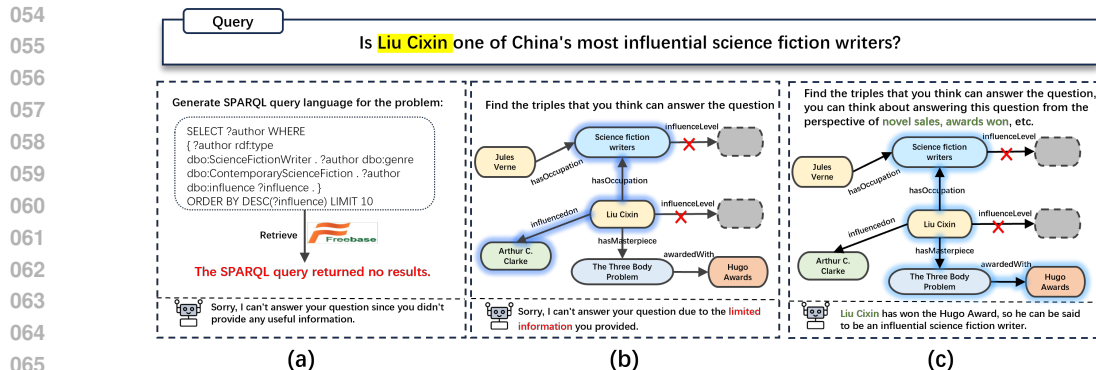 054
055
056
057
058
059
060
061
062
063
064
065
Query
Is Liu Cixin one of China's most influential science fiction writers?
Generate SPARQL query language for the problem:
SELECT ?author WHERE
{ ?author rdf:type
dbo:ScienceFictionWriter . ?author dbo:genre
dbo:ContemporaryScienceFiction . ?author
dbo:influence ?influence . }
ORDER BY DESC(?influence) LIMIT 10
Retrieve
Freebase
The SPARQL query returned no results.
Sorry, I can't answer your question since you didn't
provide any useful information.
(a)
Find the triples that you think can answer the question
influenceLevel
Science fiction
writers
Jules
Verne
hasOccupation
hasOccupation
influencedon
Liu Cixin
influenceLevel
hasMasterpiece
Arthur C.
Clarke
awardedWith
The Three Body
Problem
Hugo
Awards
Sorry, I can't answer your question due to the limited
information you provided.
(b)
Find the triples that you think can answer the question,
you can think about answering this question from the
perspective of novel sales, awards won, etc.
influenceLevel
Science fiction
writers
Jules
Verne
hasOccupation
hasOccupation
influencedon
Liu Cixin
influenceLevel
hasMasterpiece
Arthur C.
Clarke
awardedWith
The Three Body
Problem
Hugo
Awards
Liu Cixin has won the Hugo Award, so he can be said
to be an influential science fiction writer.
(c)